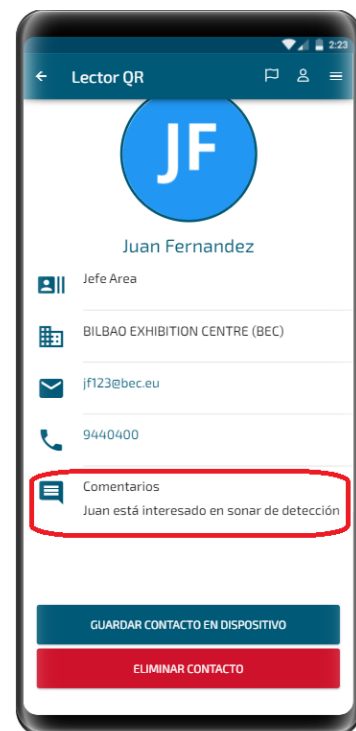 2:23
Lector QR
JF
Juan Fernandez
Jefe Area
BILBAO EXHIBITION CENTRE (BEC)
jf123@bec.eu
9440400
Comentarios
Juan está interesado en sonar de detección
GUARDAR CONTACTO EN DISPOSITIVO
ELIMINAR CONTACTO